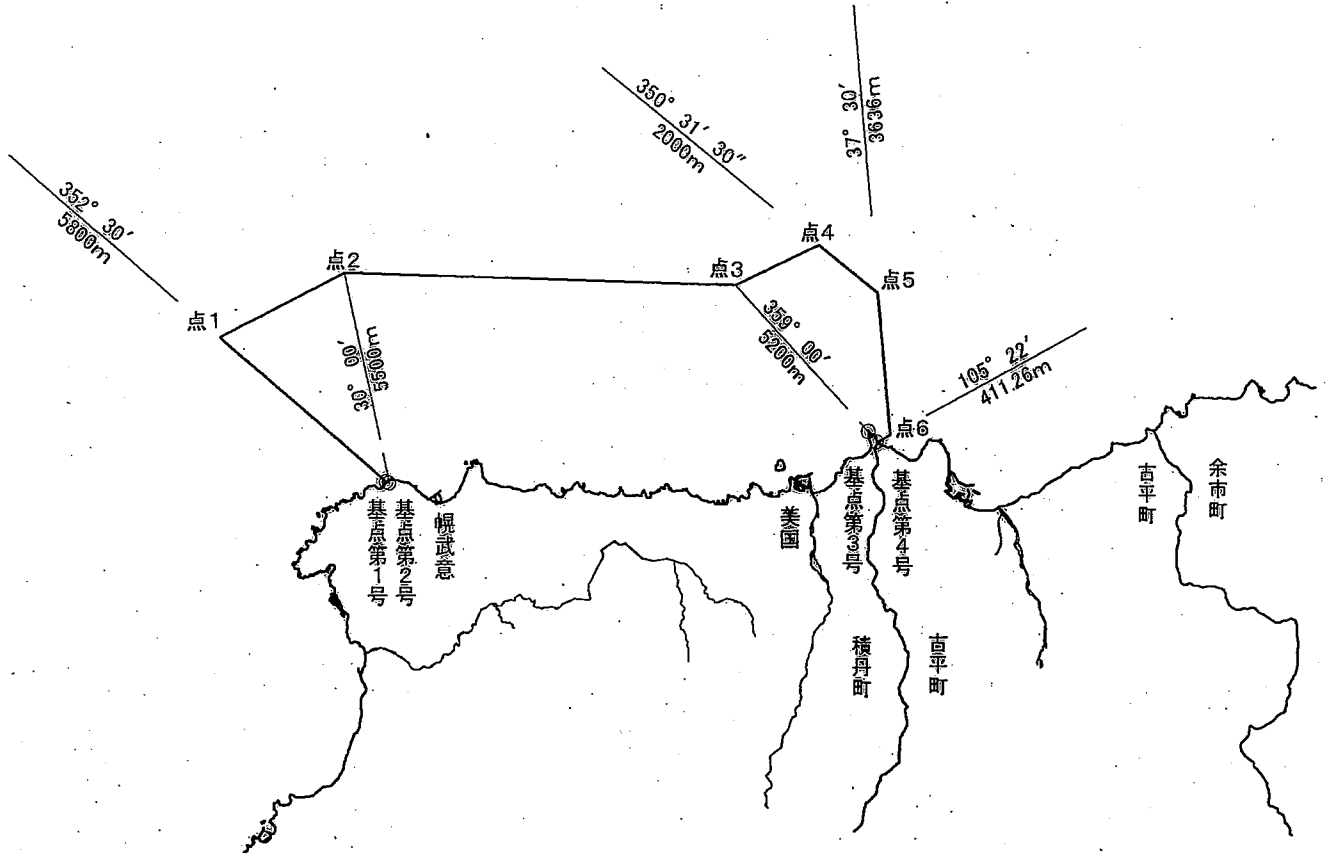 37° 30′
3636m
350° 31′ 30″
2000m
352° 30′
5800m
点4
点2
点3
点5
点1
359° 00′
5200m
30° 00′
5500m
105° 22′
411.26m
点6
基点第1号
基点第2号
幌武意
美国
基点第3号
基点第4号
古平町
余市町
積丹町
古平町